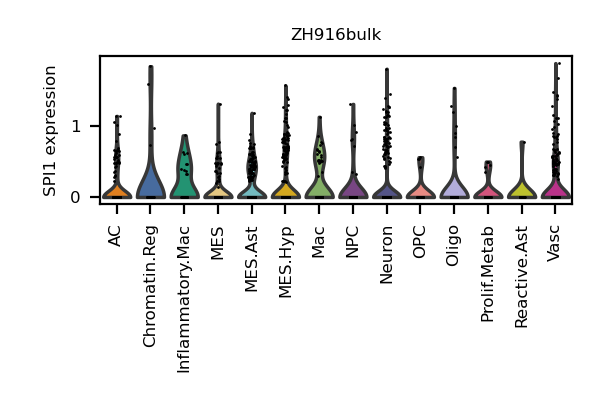 ZH916bulk
SPI1 expression
1
0
AC
Chromatin.Reg
Inflammatory.Mac
MES
MES.Ast
MES.Hyp
Mac
NPC
Neuron
OPC
Oligo
Prolif.Metab
Reactive.Ast
Vasc